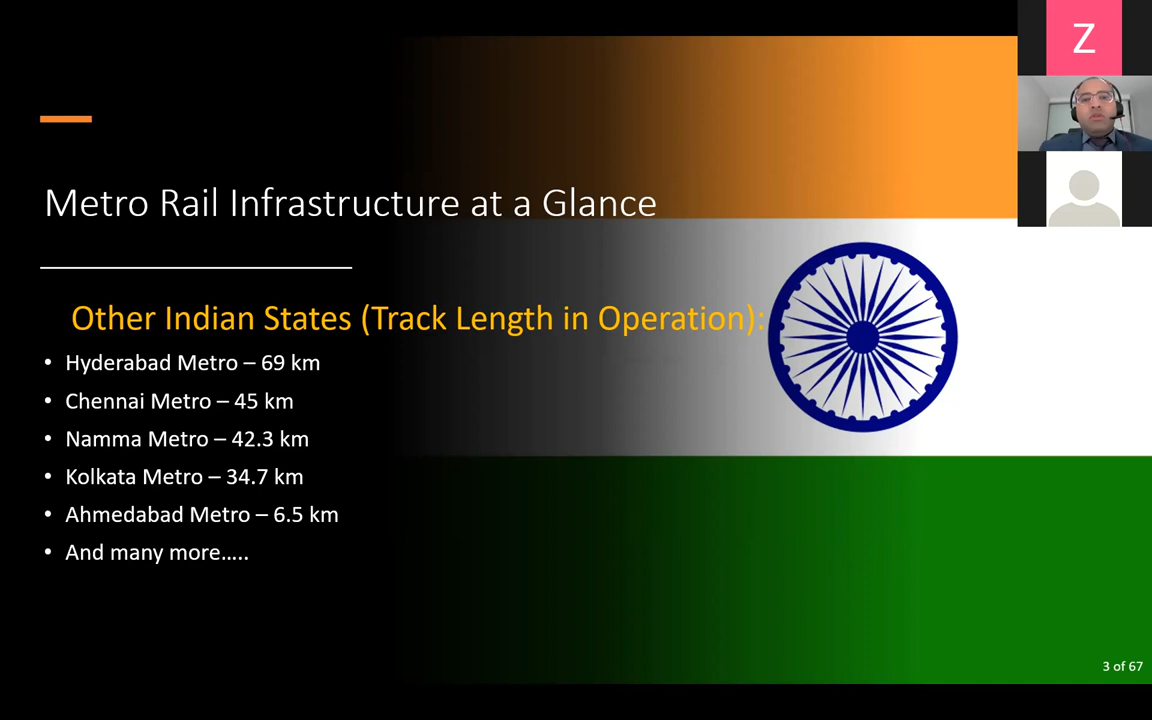 Z
Metro Rail Infrastructure at a Glance
Other Indian States (Track Length in Operation):
• Hyderabad Metro – 69 km
• Chennai Metro – 45 km
• Namma Metro – 42.3 km
• Kolkata Metro – 34.7 km
• Ahmedabad Metro – 6.5 km
• And many more…..
3 of 67